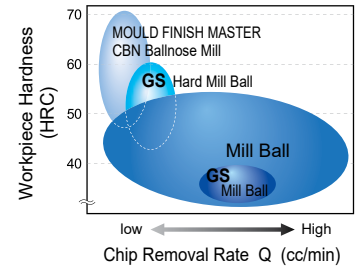 70
60
50
40
Workpiece Hardness
(HRC)
MOULD FINISH MASTER
CBN Ballnose Mill
GS Hard Mill Ball
Mill Ball
GS
Mill Ball
low High
Chip Removal Rate Q (cc/min)